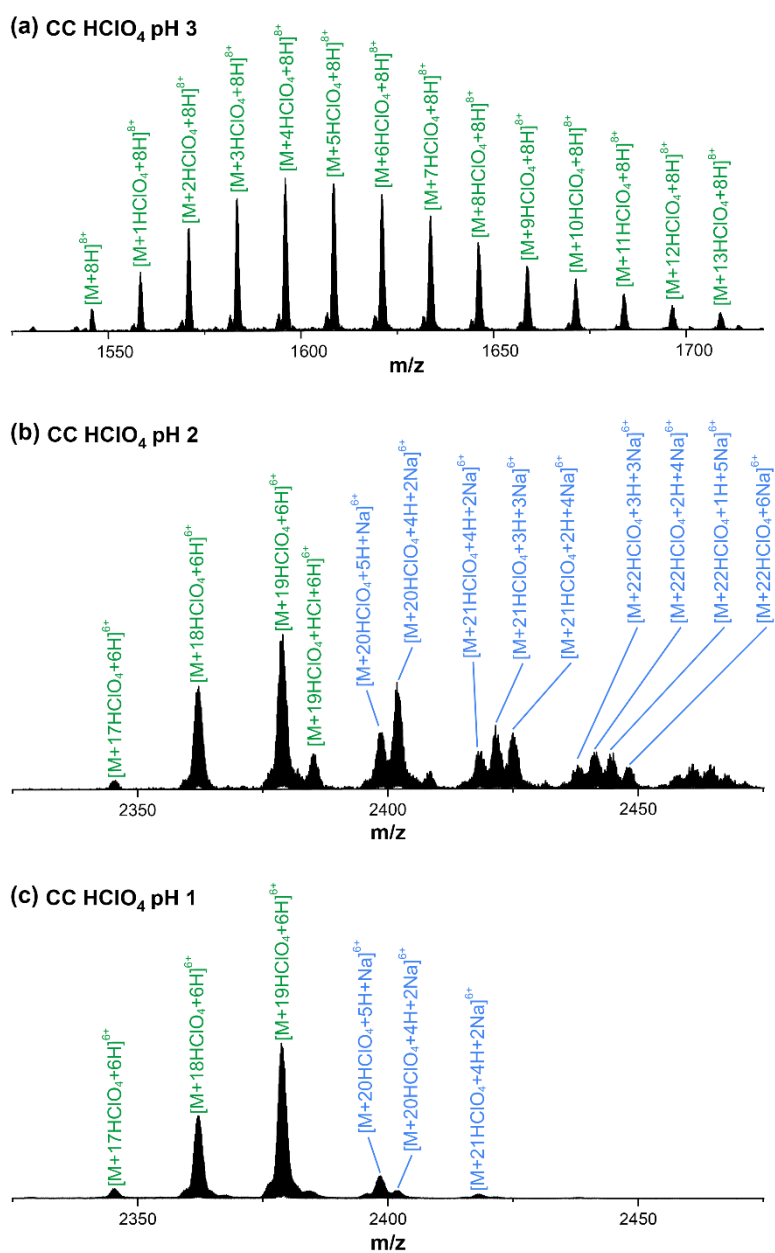 (a) CC HClO₄ pH 3
[M+8H]⁸⁺
[M+1HClO₄+8H]⁸⁺
[M+2HClO₄+8H]⁸⁺
[M+3HClO₄+8H]⁸⁺
[M+4HClO₄+8H]⁸⁺
[M+5HClO₄+8H]⁸⁺
[M+6HClO₄+8H]⁸⁺
[M+7HClO₄+8H]⁸⁺
[M+8HClO₄+8H]⁸⁺
[M+9HClO₄+8H]⁸⁺
[M+10HClO₄+8H]⁸⁺
[M+11HClO₄+8H]⁸⁺
[M+12HClO₄+8H]⁸⁺
[M+13HClO₄+8H]⁸⁺
1550 1600 1650 1700
m/z
(b) CC HClO₄ pH 2
[M+17HClO₄+6H]⁶⁺
[M+18HClO₄+6H]⁶⁺
[M+19HClO₄+6H]⁶⁺
[M+19HClO₄+HCl+6H]⁶⁺
[M+20HClO₄+5H+Na]⁶⁺
[M+20HClO₄+4H+2Na]⁶⁺
[M+21HClO₄+4H+2Na]⁶⁺
[M+21HClO₄+3H+3Na]⁶⁺
[M+21HClO₄+2H+4Na]⁶⁺
[M+22HClO₄+3H+3Na]⁶⁺
[M+22HClO₄+2H+4Na]⁶⁺
[M+22HClO₄+1H+5Na]⁶⁺
[M+22HClO₄+6Na]⁶⁺
2350 2400 2450
m/z
(c) CC HClO₄ pH 1
[M+17HClO₄+6H]⁶⁺
[M+18HClO₄+6H]⁶⁺
[M+19HClO₄+6H]⁶⁺
[M+20HClO₄+5H+Na]⁶⁺
[M+20HClO₄+4H+2Na]⁶⁺
[M+21HClO₄+4H+2Na]⁶⁺
2350 2400 2450
m/z